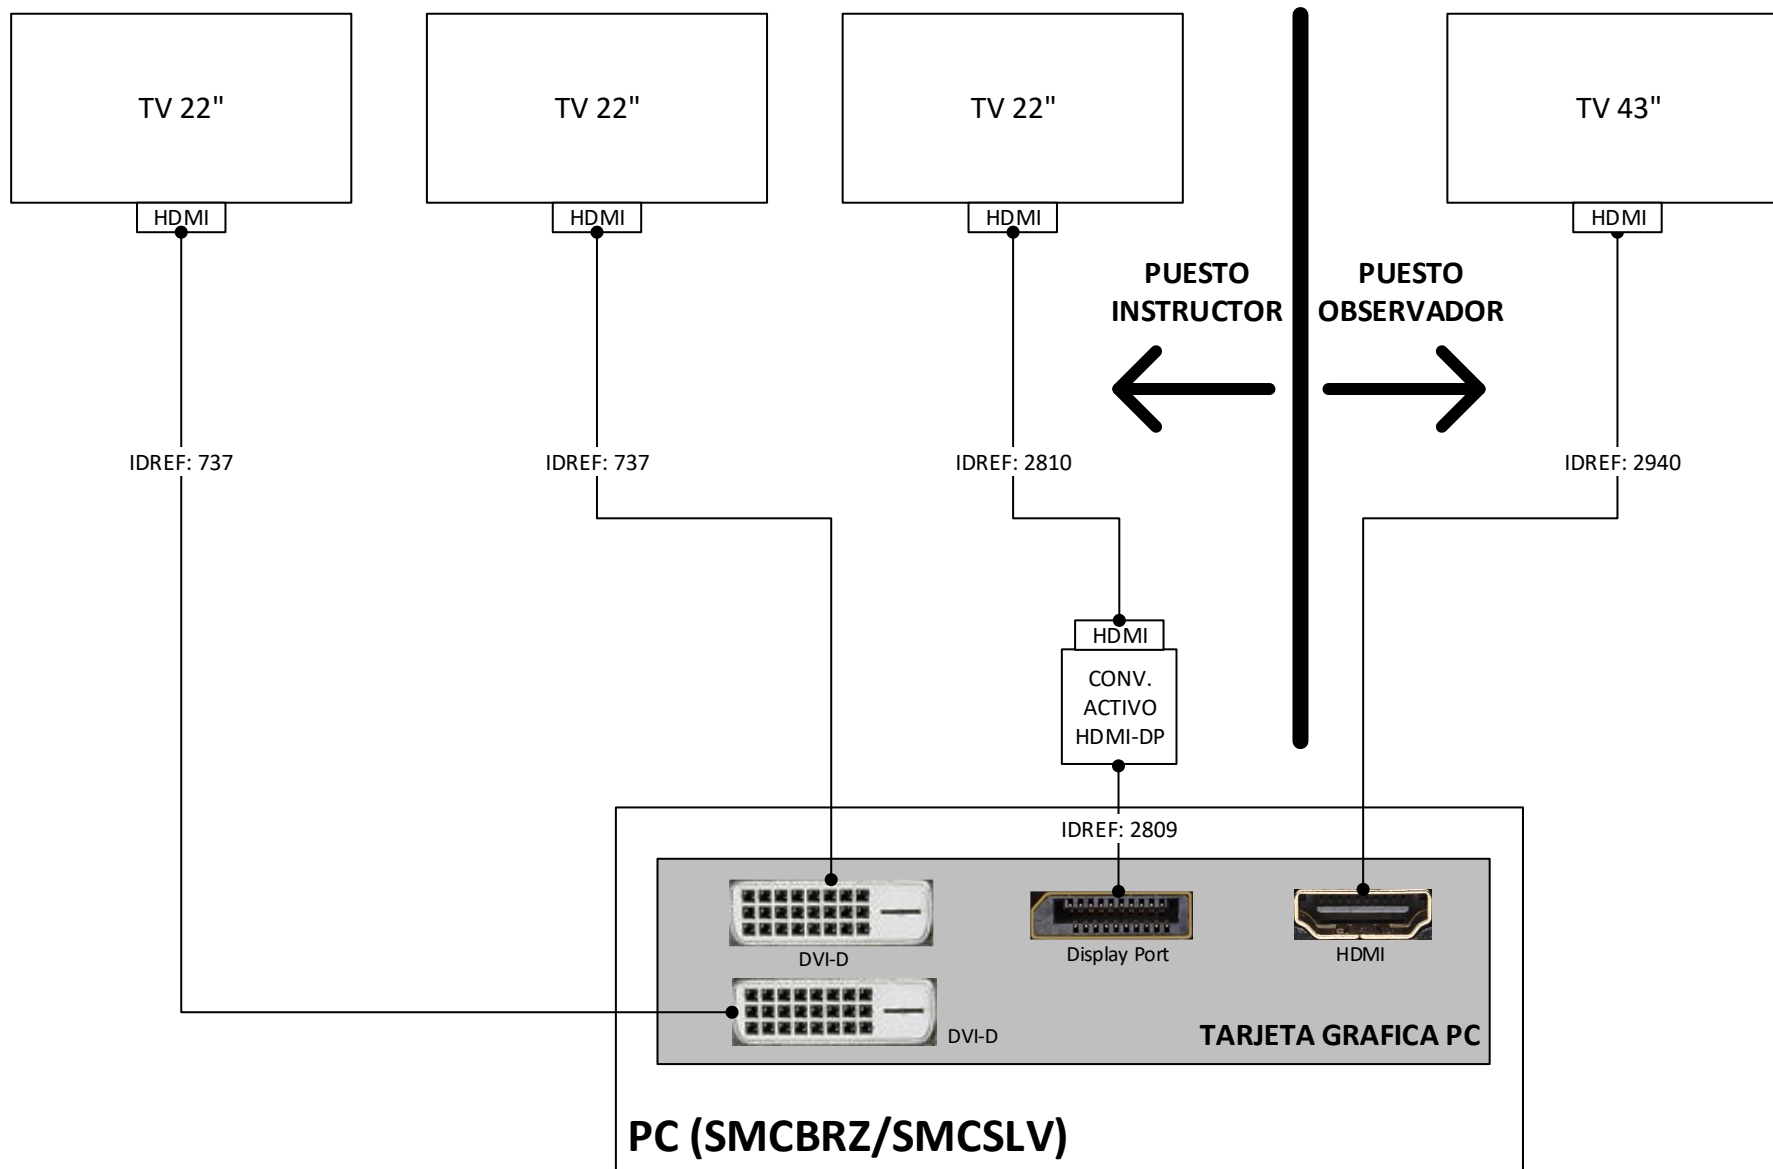 TV 22"
TV 22"
TV 22"
TV 43"
HDMI
HDMI
HDMI
HDMI
PUESTO
INSTRUCTOR
PUESTO
OBSERVADOR
IDREF: 737
IDREF: 737
IDREF: 2810
IDREF: 2940
HDMI
CONV.
ACTIVO
HDMI-DP
IDREF: 2809
DVI-D
Display Port
HDMI
DVI-D
TARJETA GRAFICA PC
PC (SMCBRZ/SMCSLV)